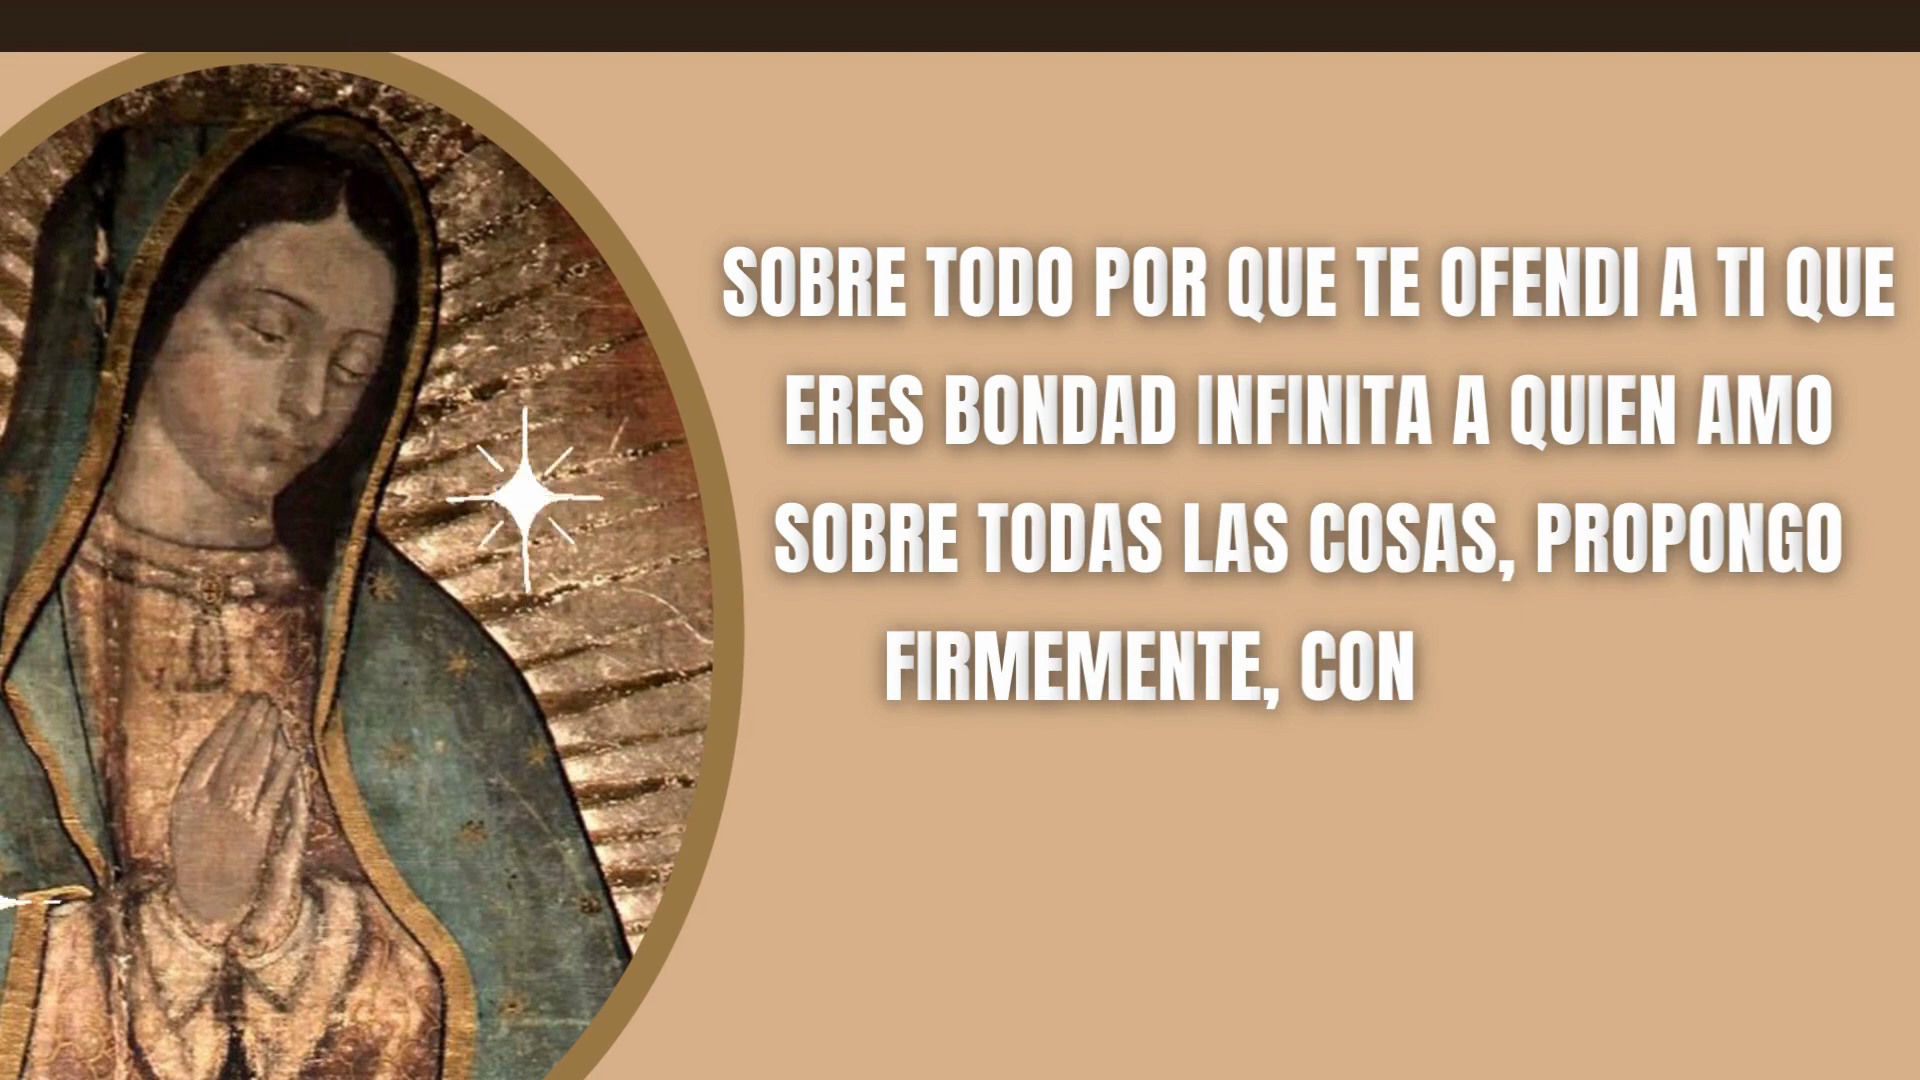 SOBRE TODO POR QUE TE OFENDI A TI QUE
ERES BONDAD INFINITA A QUIEN AMO
SOBRE TODAS LAS COSAS, PROPONGO
FIRMEMENTE, CON